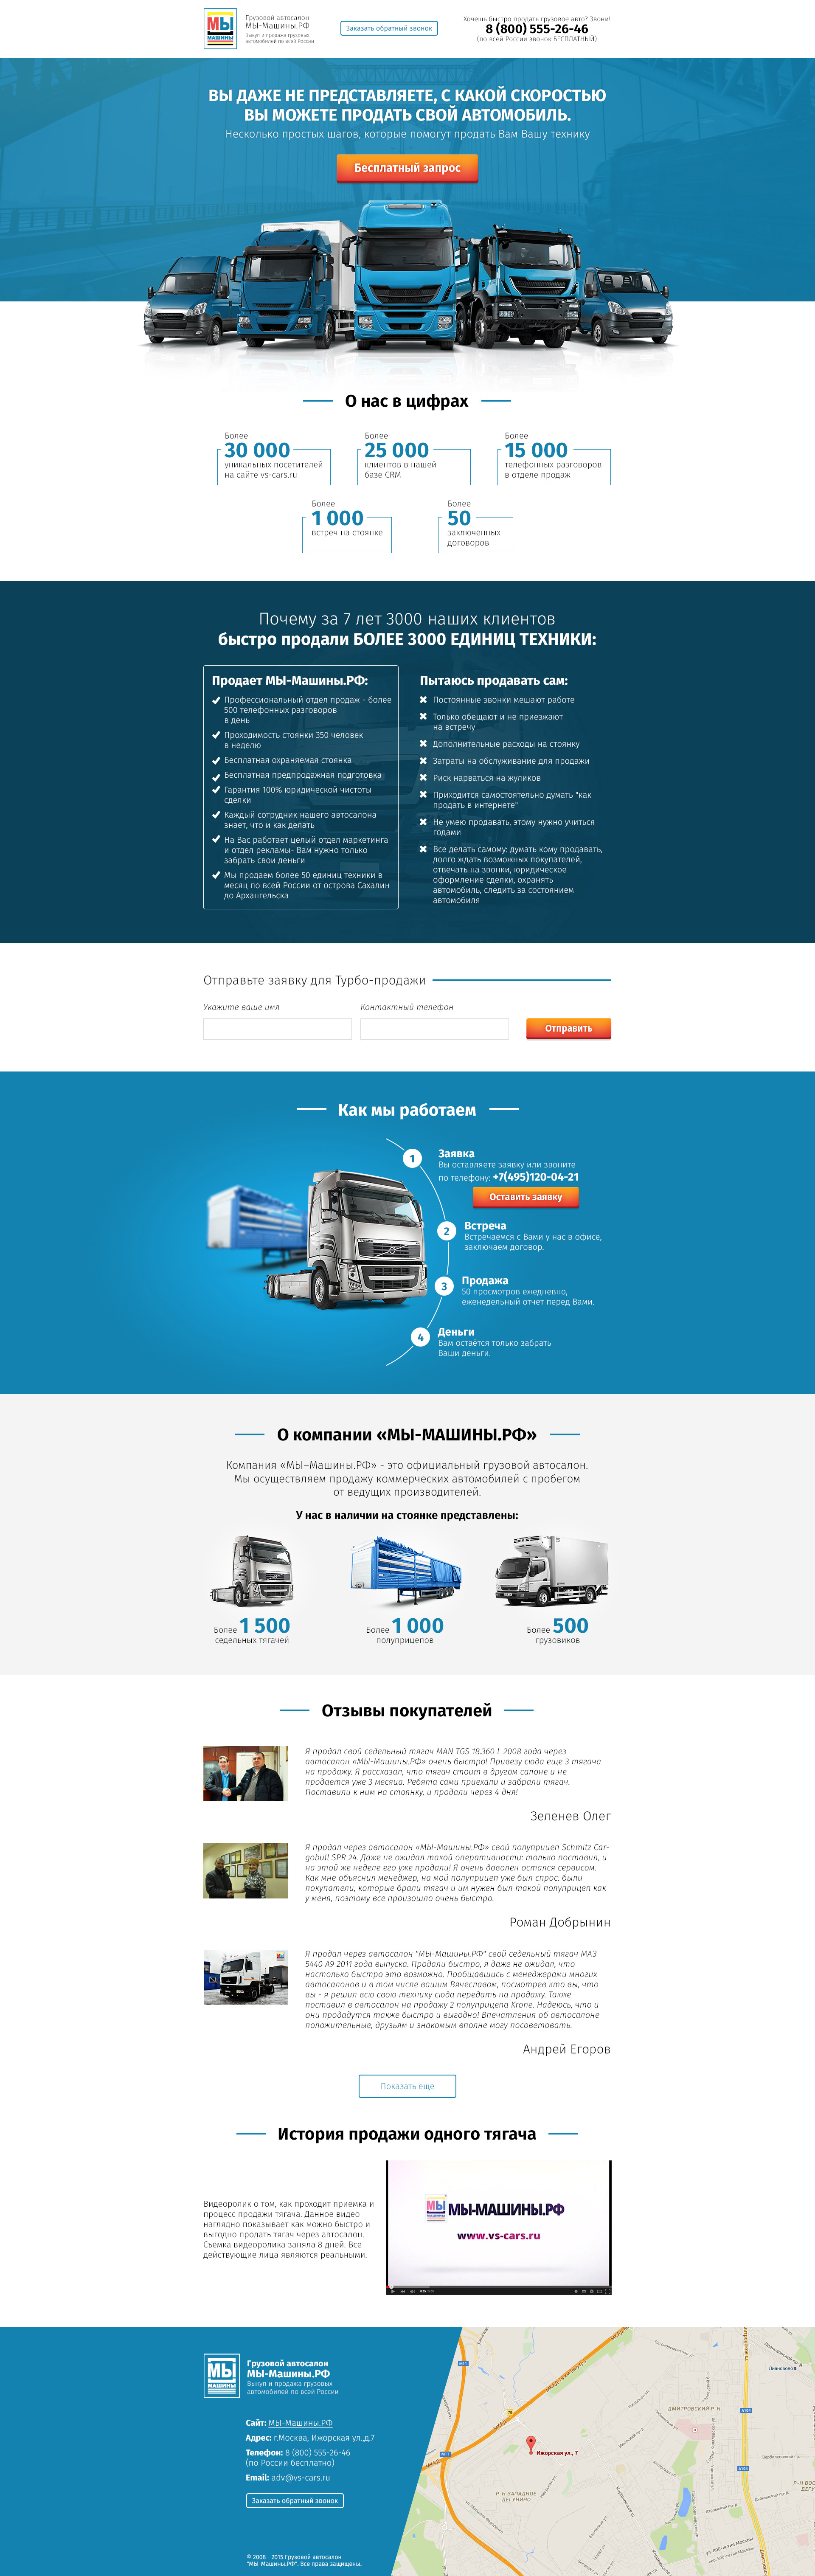 МЫ
МАШИНЫ
Грузовой автосалон
МЫ-Машины.РФ
Выкуп и продажа грузовых
автомобилей по всей России
Заказать обратный звонок
Хочешь быстро продать грузовое авто? Звони!
8 (800) 555-26-46
(по всей России звонок БЕСПЛАТНЫЙ)
ВЫ ДАЖЕ НЕ ПРЕДСТАВЛЯЕТЕ, С КАКОЙ СКОРОСТЬЮ
ВЫ МОЖЕТЕ ПРОДАТЬ СВОЙ АВТОМОБИЛЬ.
Несколько простых шагов, которые помогут продать Вам Вашу технику
Бесплатный запрос
О нас в цифрах
Более
30 000
уникальных посетителей
на сайте vs-cars.ru
Более
25 000
клиентов в нашей
базе CRM
Более
15 000
телефонных разговоров
в отделе продаж
Более
1 000
встреч на стоянке
Более
50
заключенных
договоров
Почему за 7 лет 3000 наших клиентов
быстро продали БОЛЕЕ 3000 ЕДИНИЦ ТЕХНИКИ:
Продает МЫ-Машины.РФ:
Профессиональный отдел продаж - более
500 телефонных разговоров
в день
Проходимость стоянки 350 человек
в неделю
Бесплатная охраняемая стоянка
Бесплатная предпродажная подготовка
Гарантия 100% юридической чистоты
сделки
Каждый сотрудник нашего автосалона
знает, что и как делать
На Вас работает целый отдел маркетинга
и отдел рекламы- Вам нужно только
забрать свои деньги
Мы продаем более 50 единиц техники в
месяц по всей России от острова Сахалин
до Архангельска
Пытаюсь продавать сам:
Постоянные звонки мешают работе
Только обещают и не приезжают
на встречу
Дополнительные расходы на стоянку
Затраты на обслуживание для продажи
Риск нарваться на жуликов
Приходится самостоятельно думать "как
продать в интернете"
Не умею продавать, этому нужно учиться
годами
Все делать самому: думать кому продавать,
долго ждать возможных покупателей,
отвечать на звонки, юридическое
оформление сделки, охранять
автомобиль, следить за состоянием
автомобиля
Отправьте заявку для Турбо-продажи
Укажите ваше имя
Контактный телефон
Отправить
Как мы работаем
1
Заявка
Вы оставляете заявку или звоните
по телефону: +7(495)120-04-21
Оставить заявку
2
Встреча
Встречаемся с Вами у нас в офисе,
заключаем договор.
3
Продажа
50 просмотров ежедневно,
еженедельный отчет перед Вами.
4
Деньги
Вам остаётся только забрать
Ваши деньги.
О компании «МЫ-МАШИНЫ.РФ»
Компания «МЫ–Машины.РФ» - это официальный грузовой автосалон.
Мы осуществляем продажу коммерческих автомобилей с пробегом
от ведущих производителей.
У нас в наличии на стоянке представлены:
Более 1 500
седельных тягачей
Более 1 000
полуприцепов
Более 500
грузовиков
Отзывы покупателей
Я продал свой седельный тягач MAN TGS 18.360 L 2008 года через
автосалон «МЫ-Машины.РФ» очень быстро! Привезу сюда еще 3 тягача
на продажу. Я рассказал, что тягач стоит в другом салоне и не
продается уже 3 месяца. Ребята сами приехали и забрали тягач.
Поставили к ним на стоянку, и продали через 4 дня!
Зеленев Олег
Я продал через автосалон «МЫ-Машины.РФ» свой полуприцеп Schmitz Car-
gobull SPR 24. Даже не ожидал такой оперативности: только поставил, и
на этой же неделе его уже продали! Я очень доволен остался сервисом.
Как мне объяснил менеджер, на мой полуприцеп уже был спрос: были
покупатели, которые брали тягач и им нужен был такой полуприцеп как
у меня, поэтому все произошло очень быстро.
Роман Добрынин
Я продал через автосалон "МЫ-Машины.РФ" свой седельный тягач МАЗ
5440 А9 2011 года выпуска. Продали быстро, я даже не ожидал, что
настолько быстро это возможно. Пообщавшись с менеджерами многих
автосалонов и в том числе вашим Вячеславом, посмотрев кто вы, что
вы - я решил всю свою технику сюда передать на продажу. Также
поставил в автосалон на продажу 2 полуприцепа Krone. Надеюсь, что и
они продадутся также быстро и выгодно! Впечатления об автосалоне
положительные, друзьям и знакомым вполне могу посоветовать.
Андрей Егоров
Показать еще
История продажи одного тягача
Видеоролик о том, как проходит приемка и
процесс продажи тягача. Данное видео
наглядно показывает как можно быстро и
выгодно продать тягач через автосалон.
Съемка видеоролика заняла 8 дней. Все
действующие лица являются реальными.
МЫ МЫ-МАШИНЫ.РФ
www.vs-cars.ru
МЫ
МАШИНЫ
Грузовой автосалон
МЫ-Машины.РФ
Выкуп и продажа грузовых
автомобилей по всей России
Сайт: МЫ-Машины.РФ
Адрес: г.Москва, Ижорская ул.,д.7
Телефон: 8 (800) 555-26-46
(по России бесплатно)
Email: adv@vs-cars.ru
Заказать обратный звонок
© 2008 - 2015 Грузовой автосалон
"МЫ-Машины.РФ". Все права защищены.
ДМИТРОВСКИЙ Р-Н
Ижорская ул., 7
Р-Н ЗАПАДНОЕ
ДЕГУНИНО